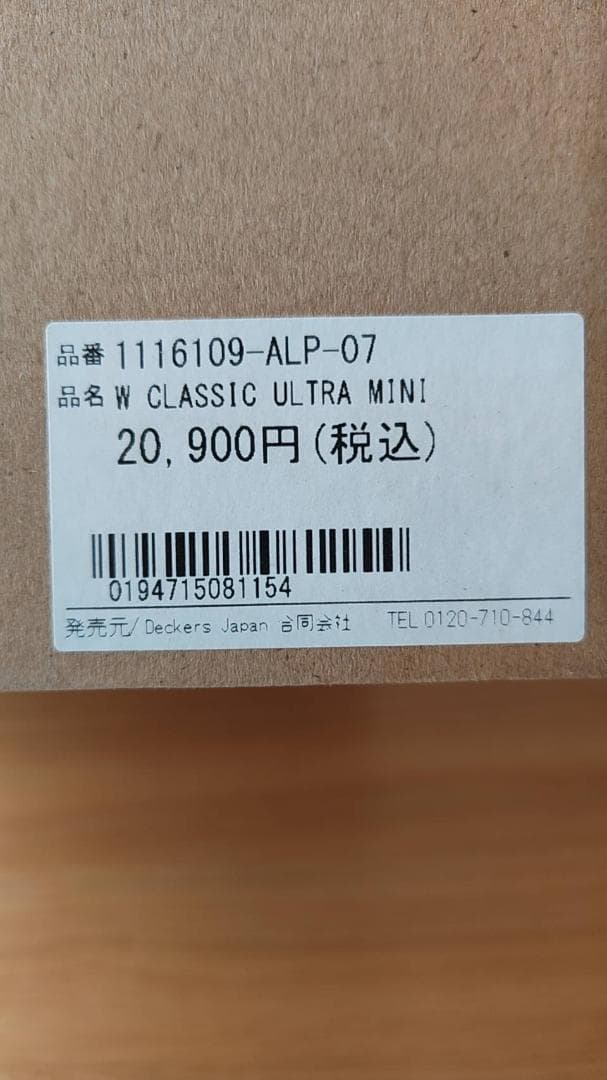 品番 1116109-ALP-07
品名 W CLASSIC ULTRA MINI
20,900円(税込)
0194715081154
発売元/Deckers Japan 合同会社 TEL 0120-710-844